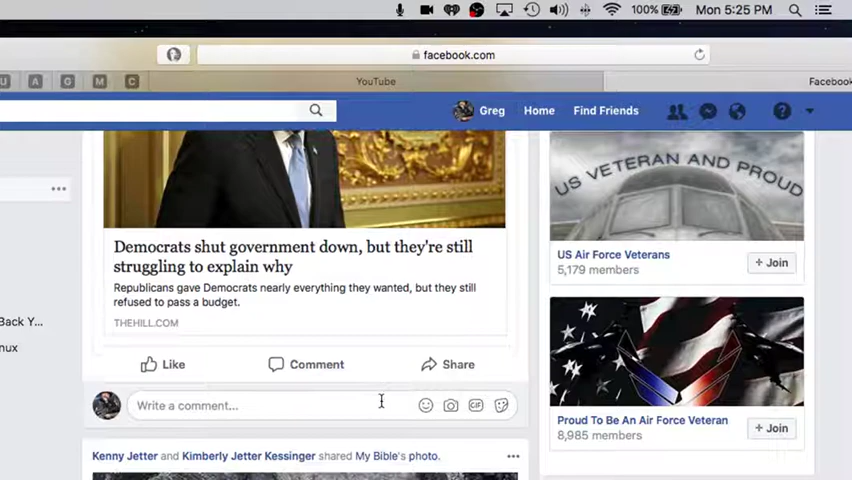 100% Mon 5:25 PM
facebook.com
U A G M C YouTube Facebook
Greg Home Find Friends
US VETERAN AND PROUD
Democrats shut government down, but they're still
struggling to explain why
Republicans gave Democrats nearly everything they wanted, but they still
refused to pass a budget.
THEHILL.COM
Like Comment Share
Write a comment...
GIF
Kenny Jetter and Kimberly Jetter Kessinger shared My Bible's photo.
US Air Force Veterans
5,179 members
+ Join
Proud To Be An Air Force Veteran
8,985 members
+ Join
Back Y...
nux